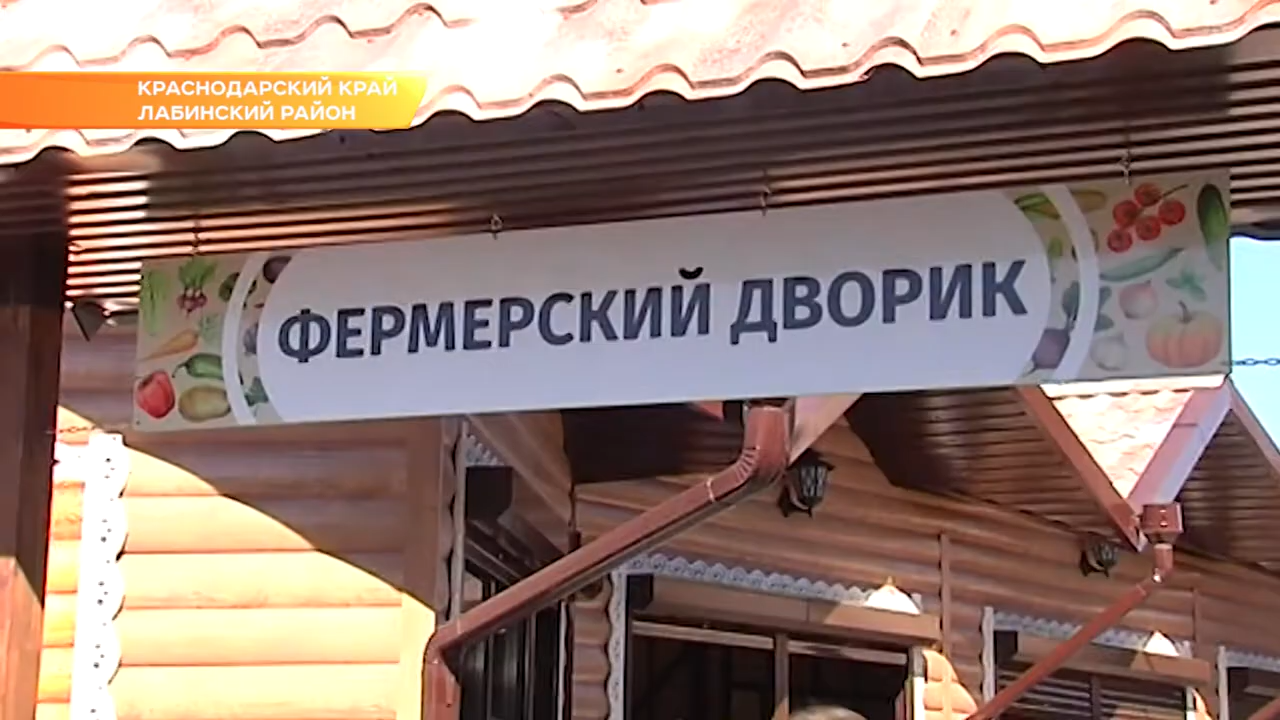 КРАСНОДАРСКИЙ КРАЙ
ЛАБИНСКИЙ РАЙОН
ФЕРМЕРСКИЙ ДВОРИК